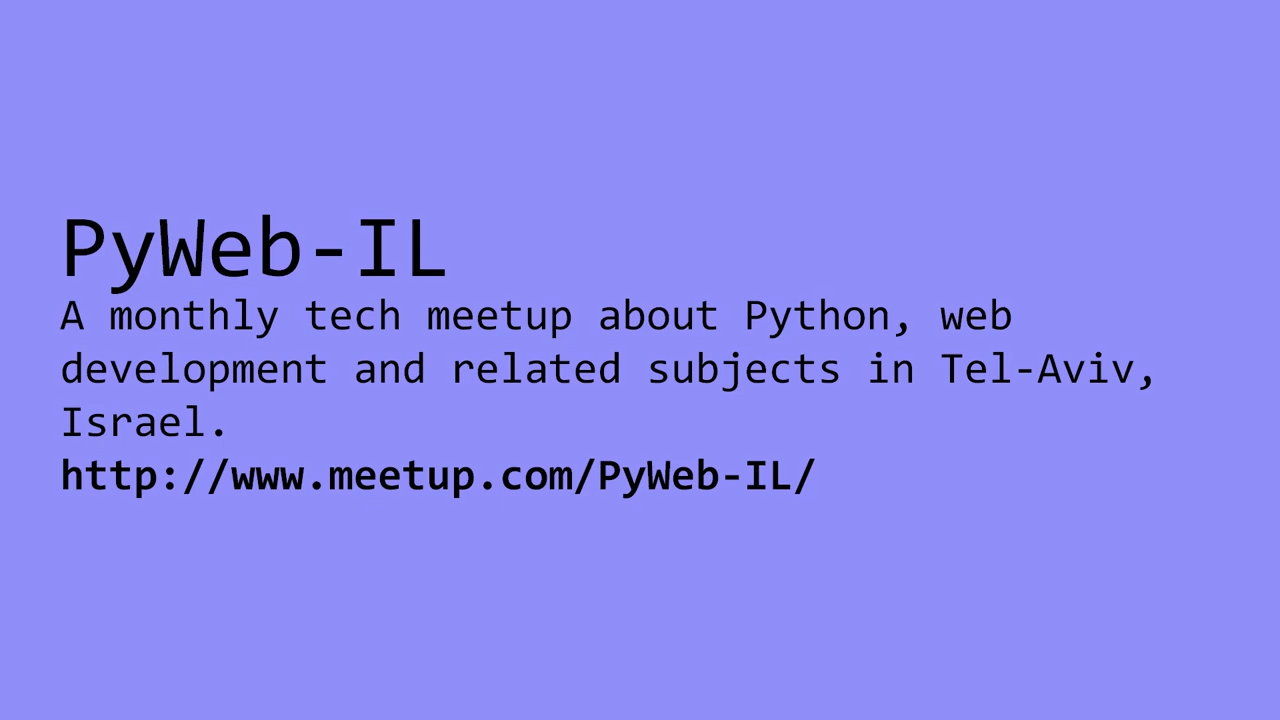 PyWeb-IL
A monthly tech meetup about Python, web
development and related subjects in Tel-Aviv,
Israel.
http://www.meetup.com/PyWeb-IL/